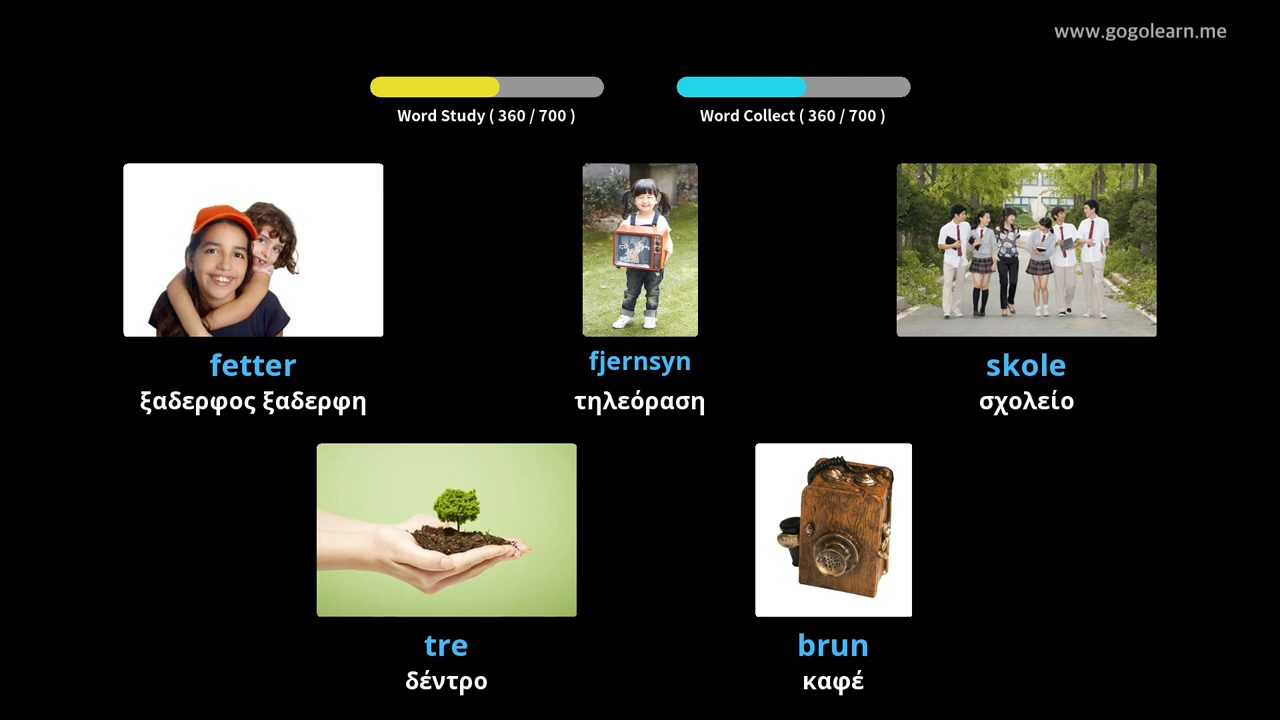 www.gogolearn.me
Word Study ( 360 / 700 )
Word Collect ( 360 / 700 )
fetter
ξαδερφος ξαδερφη
fjernsyn
τηλεόραση
skole
σχολείο
tre
δέντρο
brun
καφέ